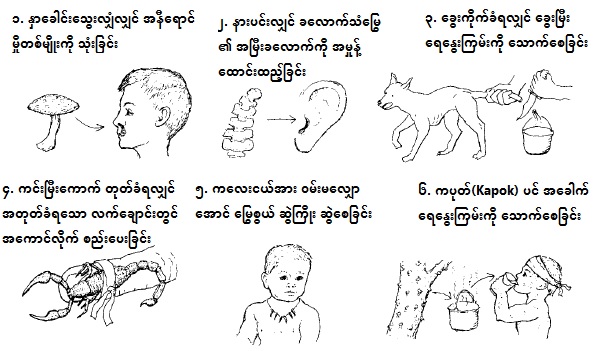 ၁. နှာခေါင်းသွေးလျှံလျှင် အနီရောင်
မှိုတစ်မျိုးကို သုံးခြင်း
၂. နားပင်းလျှင် ခလောက်သံမြွေ
၏ အမြီးခလောက်ကို အမှုန့်
ထောင်းထည့်ခြင်း
၃. ခွေးကိုက်ခံရလျှင် ခွေးမြီး
ရေနွေးကြမ်းကို သောက်စေခြင်း
၄. ကင်းမြီးကောက် တုတ်ခံရလျှင်
အတုတ်ခံရသော လက်ချောင်းတွင်
အကောင်လိုက် စည်းပေးခြင်း
၅. ကလေးငယ်အား ဝမ်းမလျှော
အောင် မြွေစွယ် ဆွဲကြိုး ဆွဲစေခြင်း
၆. ကပုတ်(Kapok) ပင် အခေါက်
ရေနွေးကြမ်းကို သောက်စေခြင်း